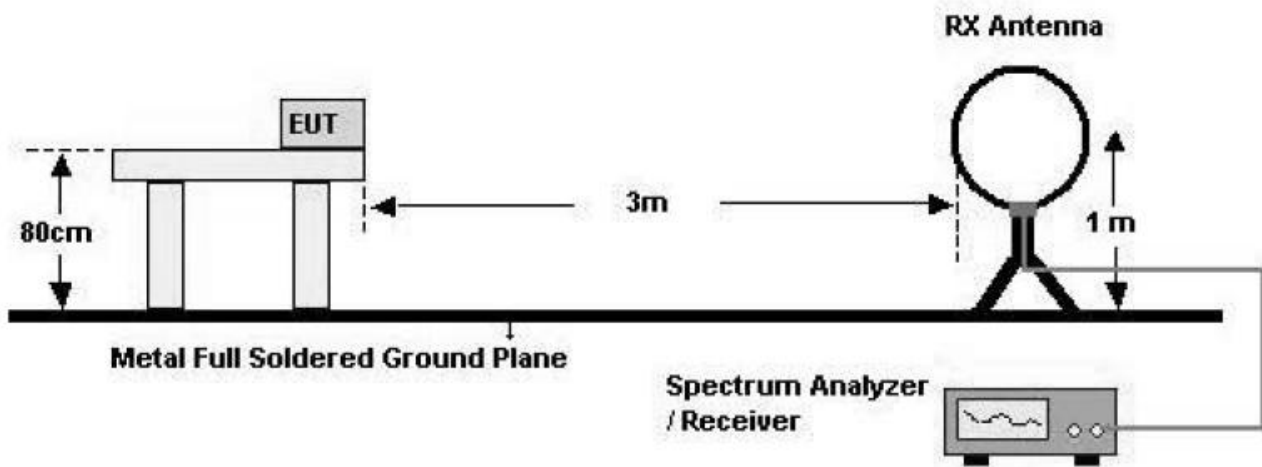 RX Antenna
EUT
80cm
3m
1 m
Metal Full Soldered Ground Plane
Spectrum Analyzer
/ Receiver